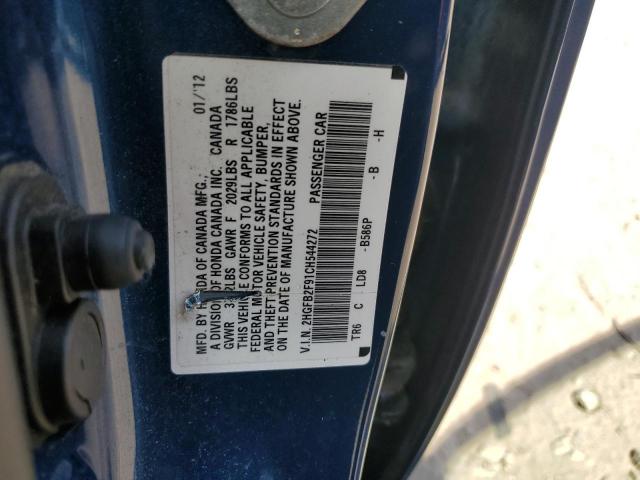 MFD. BY HONDA OF CANADA MFG., 01/'12
A DIVISION OF HONDA CANADA INC. CANADA
GVWR LBS GAWR F 2029LBS R 1786LBS
THIS VEHICLE CONFORMS TO ALL APPLICABLE
FEDERAL MOTOR VEHICLE SAFETY, BUMPER,
AND THEFT PREVENTION STANDARDS IN EFFECT
ON THE DATE OF MANUFACTURE SHOWN ABOVE.
V.I.N. 2HGFB2F91CH544272 PASSENGER CAR
TR6 C LD8 -B586P -B -H